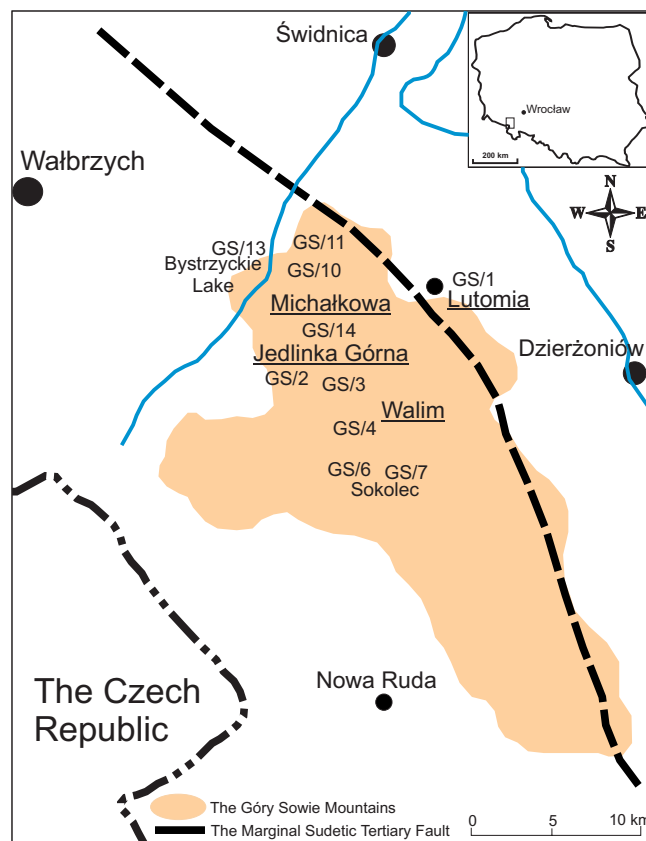 Świdnica
Wrocław
200 km
Wałbrzych
N
W E
S
GS/13
GS/11
Bystrzyckie
Lake
GS/10
GS/1
Lutomia
Michałkowa
GS/14
Jedlinka Górna
Dzierżoniów
GS/2
GS/3
Walim
GS/4
GS/6
GS/7
Sokolec
The Czech
Republic
Nowa Ruda
The Góry Sowie Mountains
The Marginal Sudetic Tertiary Fault
0 5 10 km